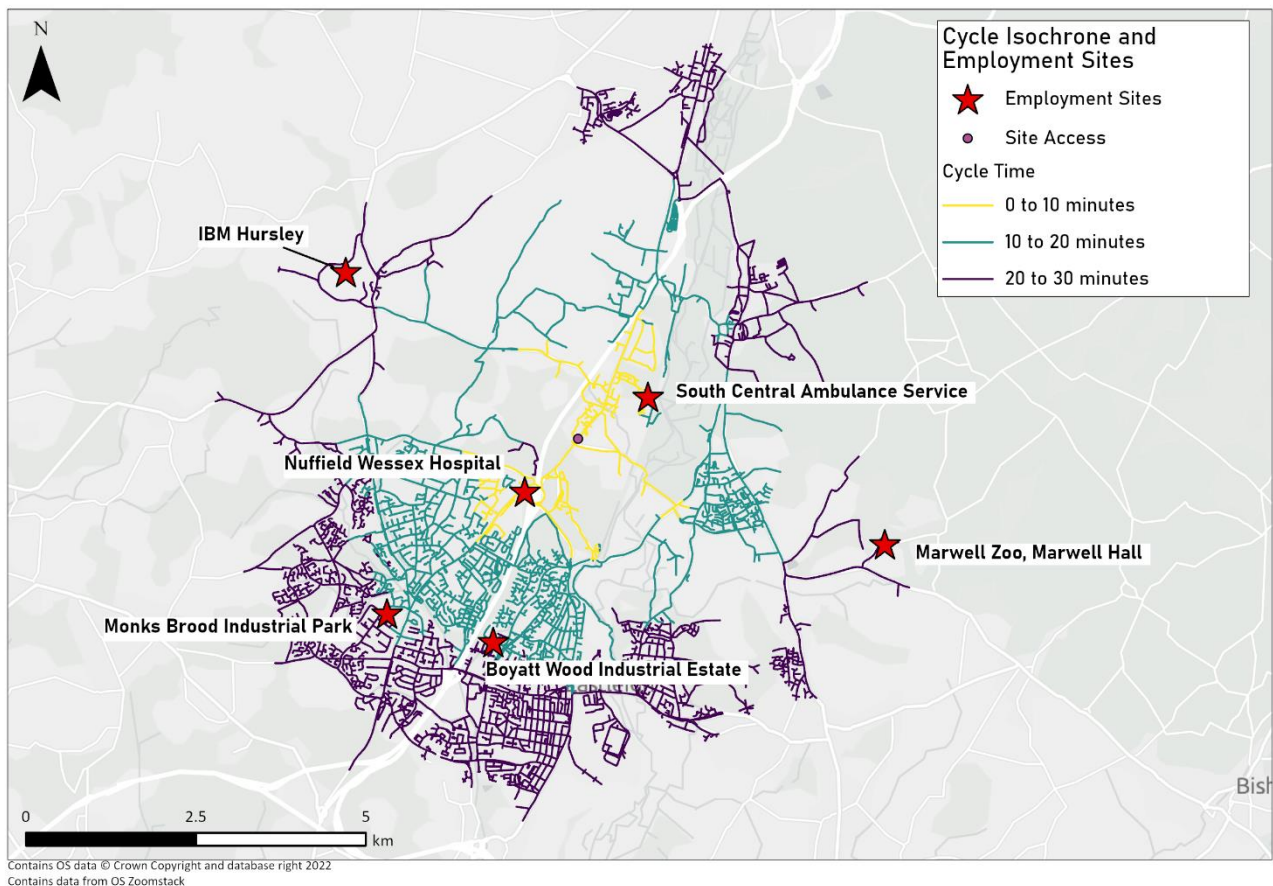 N
Cycle Isochrone and
Employment Sites
Employment Sites
Site Access
Cycle Time
0 to 10 minutes
10 to 20 minutes
20 to 30 minutes
IBM Hursley
South Central Ambulance Service
Nuffield Wessex Hospital
Marwell Zoo, Marwell Hall
Monks Brood Industrial Park
Boyatt Wood Industrial Estate
Bish
0 2.5 5
km
Contains OS data © Crown Copyright and database right 2022
Contains data from OS Zoomstack